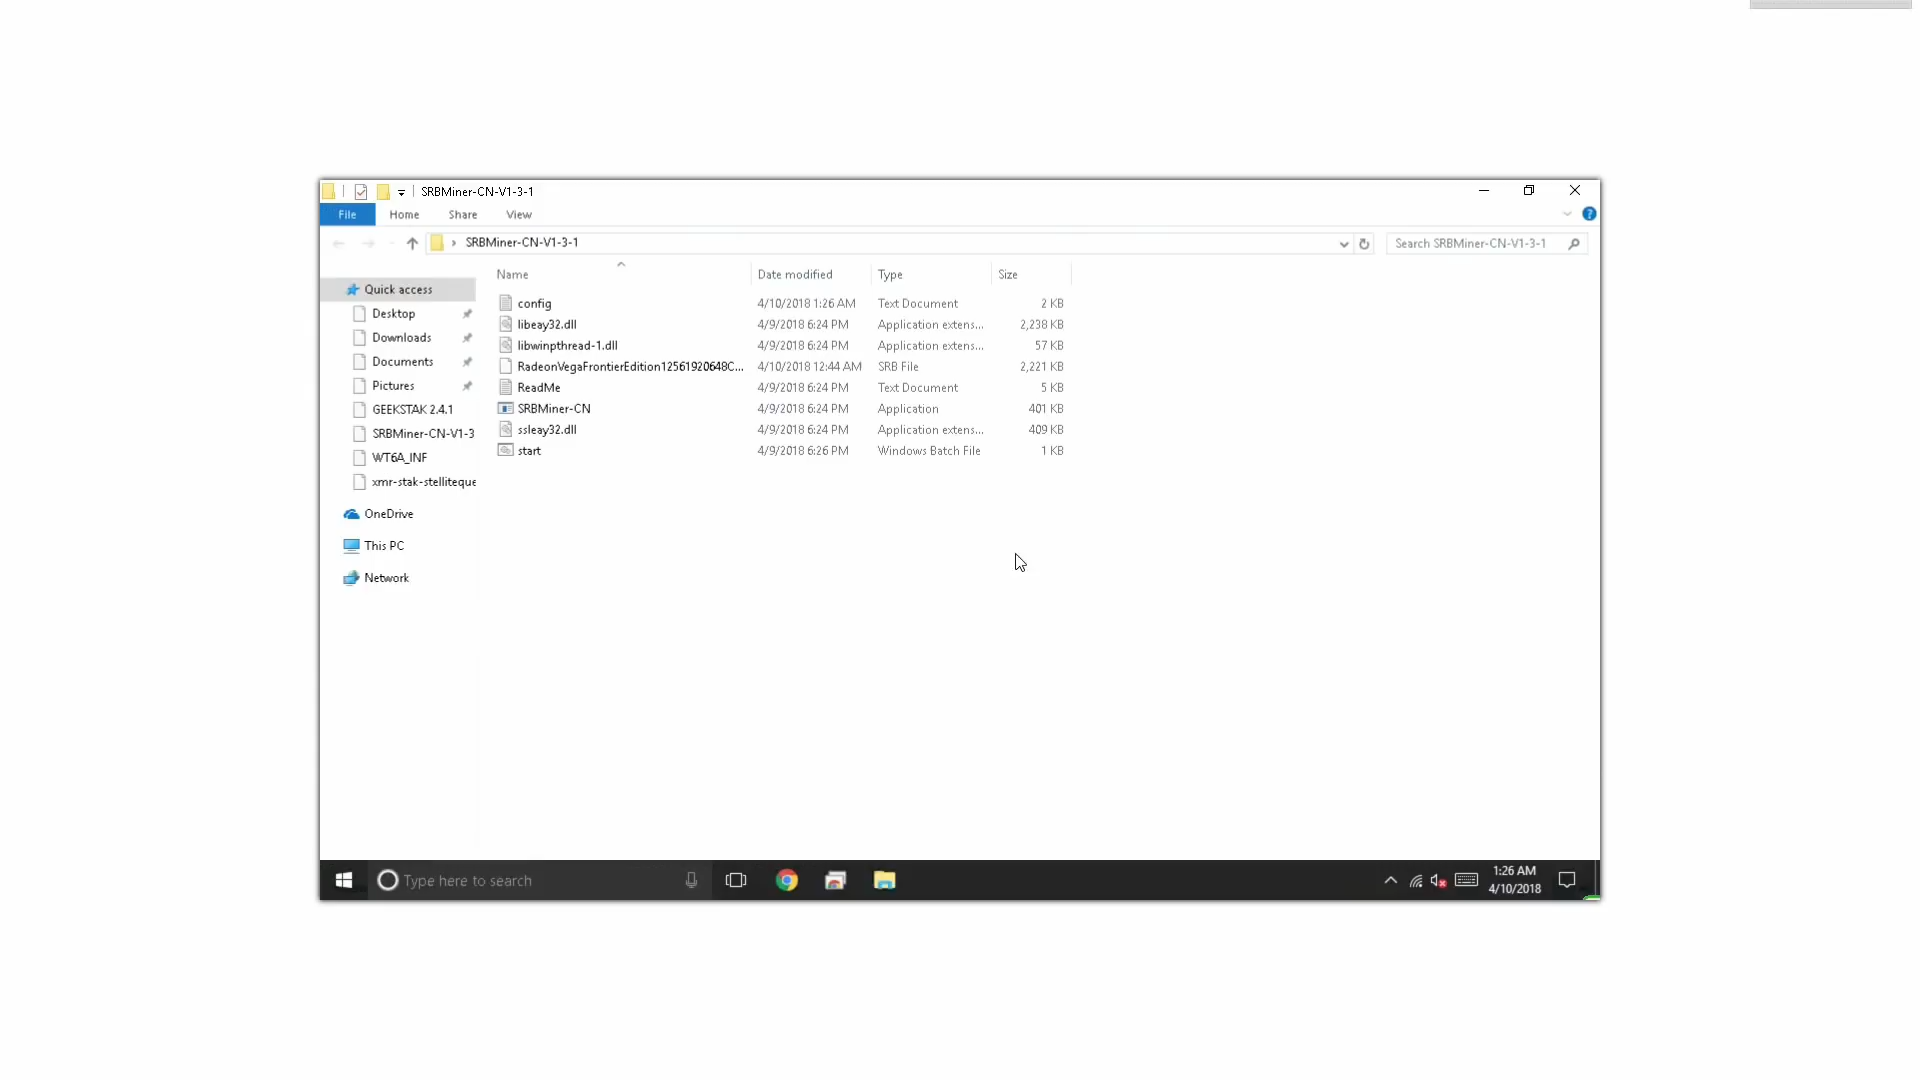 SRBMiner-CN-V1-3-1
File Home Share View
SRBMiner-CN-V1-3-1 Search SRBMiner-CN-V1-3-1
Name Date modified Type Size
Quick access
Desktop
Downloads
Documents
Pictures
GEEKSTAK 2.4.1
SRBMiner-CN-V1-3
WT6A_INF
xmr-stak-stelliteque
OneDrive
This PC
Network
config 4/10/2018 1:26 AM Text Document 2 KB
libeay32.dll 4/9/2018 6:24 PM Application extens... 2,238 KB
libwinpthread-1.dll 4/9/2018 6:24 PM Application extens... 57 KB
RadeonVegaFrontierEdition12561920648C... 4/10/2018 12:44 AM SRB File 2,221 KB
ReadMe 4/9/2018 6:24 PM Text Document 5 KB
SRBMiner-CN 4/9/2018 6:24 PM Application 401 KB
ssleay32.dll 4/9/2018 6:24 PM Application extens... 409 KB
start 4/9/2018 6:26 PM Windows Batch File 1 KB
Type here to search
1:26 AM
4/10/2018